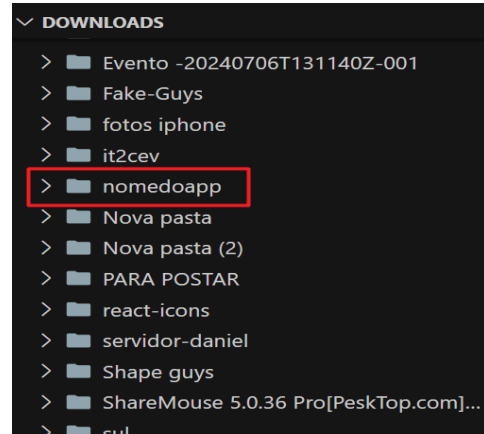 DOWNLOADS
Evento -20240706T131140Z-001
Fake-Guys
fotos iphone
it2cev
nomedoapp
Nova pasta
Nova pasta (2)
PARA POSTAR
react-icons
servidor-daniel
Shape guys
ShareMouse 5.0.36 Pro[PeskTop.com]...